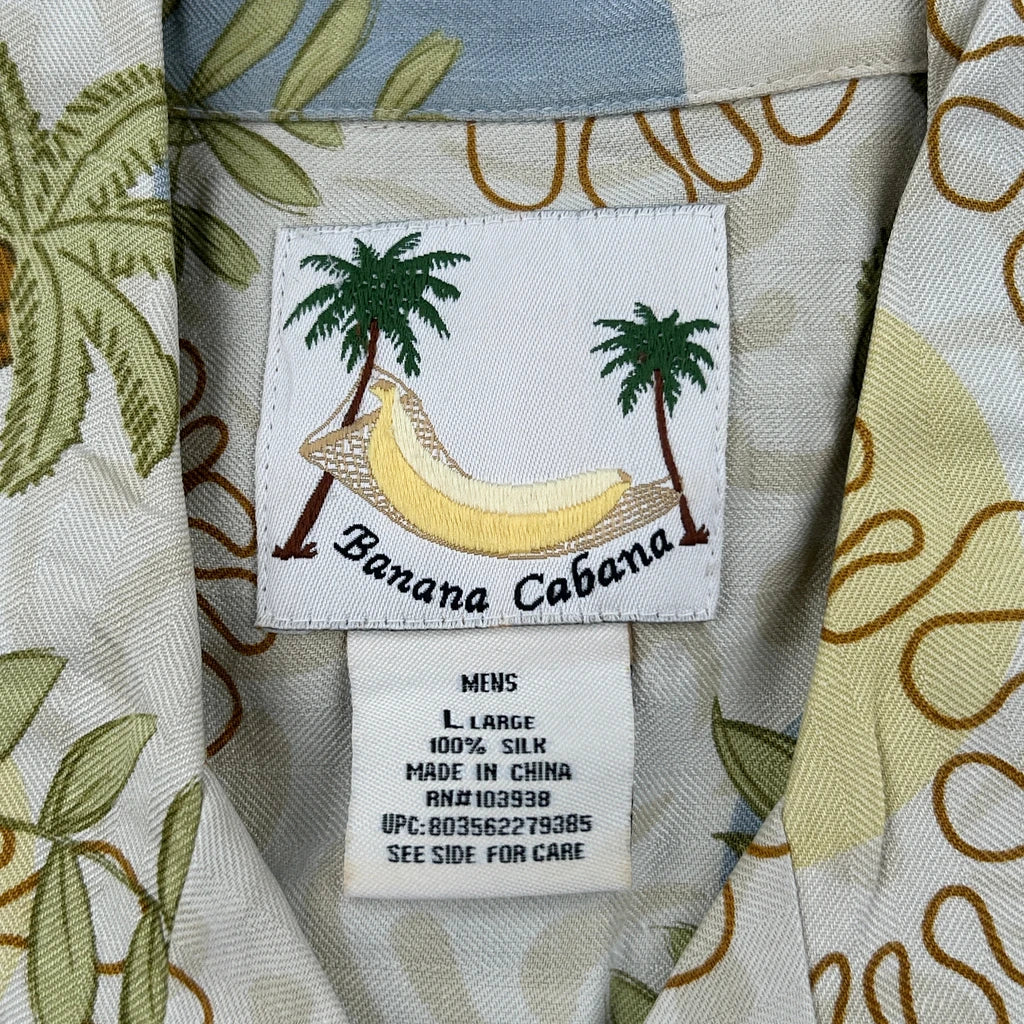 Banana Cabana
MENS
L LARGE
100% SILK
MADE IN CHINA
RN#103938
UPC:803562279385
SEE SIDE FOR CARE